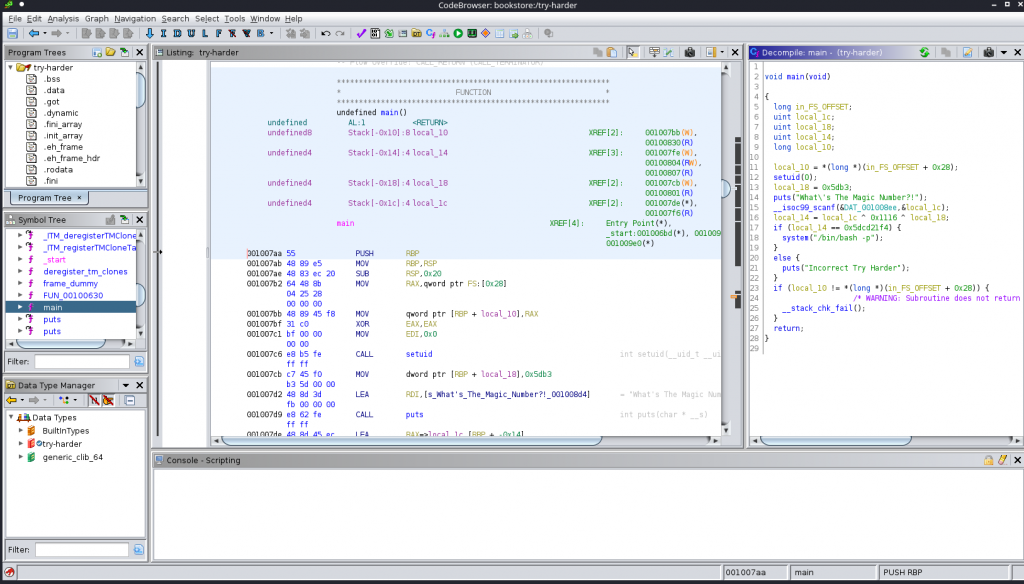 CodeBrowser: bookstore:/try-harder
File Edit Analysis Graph Navigation Search Select Tools Window Help
Program Trees
try-harder
.bss
.data
.got
.dynamic
.fini_array
.init_array
.eh_frame
.eh_frame_hdr
.rodata
.fini
Program Tree ×
Symbol Tree
_ITM_deregisterTMClone
_ITM_registerTMCloneTa
_start
deregister_tm_clones
frame_dummy
FUN_00100630
main
puts
puts
Filter:
Data Type Manager
Data Types
BuiltInTypes
try-harder
generic_clib_64
Filter:
Listing: try-harder
-- Flow Override: CALL_RETURN (CALL_TERMINATOR)
**************************************************************
* FUNCTION *
**************************************************************
undefined main()
undefined AL:1 <RETURN>
undefined8 Stack[-0x10]:8 local_10 XREF[2]: 001007bb(W),
00100830(R)
undefined4 Stack[-0x14]:4 local_14 XREF[3]: 001007fe(W),
00100804(RW),
00100807(R)
undefined4 Stack[-0x18]:4 local_18 XREF[2]: 001007cb(W),
00100801(R)
undefined4 Stack[-0x1c]:4 local_1c XREF[2]: 001007de(*),
001007f6(R)
main XREF[4]: Entry Point(*),
_start:001006bd(*), 001009
001009e0(*)
001007aa 55 PUSH RBP
001007ab 48 89 e5 MOV RBP,RSP
001007ae 48 83 ec 20 SUB RSP,0x20
001007b2 64 48 8b MOV RAX,qword ptr FS:[0x28]
04 25 28
00 00 00
001007bb 48 89 45 f8 MOV qword ptr [RBP + local_10],RAX
001007bf 31 c0 XOR EAX,EAX
001007c1 bf 00 00 MOV EDI,0x0
00 00
001007c6 e8 b5 fe CALL setuid int setuid(__uid_t __ui
ff ff
001007cb c7 45 f0 MOV dword ptr [RBP + local_18],0x5db3
b3 5d 00 00
001007d2 48 8d 3d LEA RDI,[s_What's_The_Magic_Number?!_001008d4] = "What's The Magic Num
fb 00 00 00
001007d9 e8 62 fe CALL puts int puts(char * __s)
ff ff
001007de 48 8d 45 ec LEA RAX=>local_1c,[RBP + -0x14]
Decompile: main - (try-harder)
1
2 void main(void)
3
4 {
5 long in_FS_OFFSET;
6 uint local_1c;
7 uint local_18;
8 uint local_14;
9 long local_10;
10
11 local_10 = *(long *)(in_FS_OFFSET + 0x28);
12 setuid(0);
13 local_18 = 0x5db3;
14 puts("What\'s The Magic Number?!");
15 __isoc99_scanf(&DAT_001008ee,&local_1c);
16 local_14 = local_1c ^ 0x1116 ^ local_18;
17 if (local_14 == 0x5dcd21f4) {
18 system("/bin/bash -p");
19 }
20 else {
21 puts("Incorrect Try Harder");
22 }
23 if (local_10 != *(long *)(in_FS_OFFSET + 0x28)) {
24 /* WARNING: Subroutine does not return
25 __stack_chk_fail();
26 }
27 return;
28 }
29
Console - Scripting
001007aa main PUSH RBP